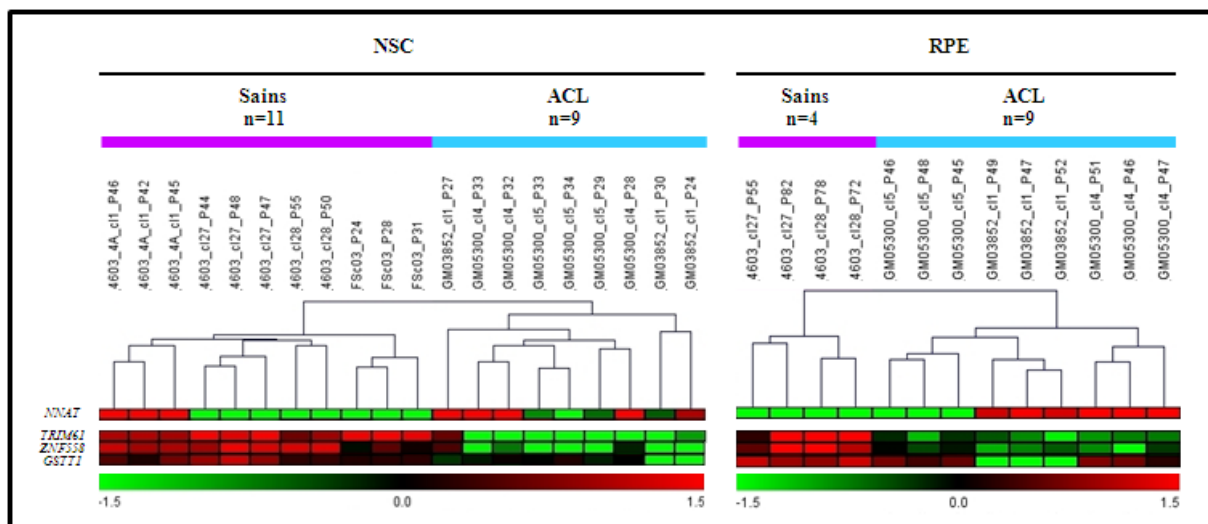 NSC
RPE
Sains
n=11
ACL
n=9
Sains
n=4
ACL
n=9
4603_4A_cl1_P46
4603_4A_cl1_P42
4603_4A_cl1_P45
4603_cl27_P44
4603_cl27_P48
4603_cl27_P47
4603_cl28_P55
4603_cl28_P50
FSc03_P24
FSc03_P28
FSc03_P31
GM03852_cl1_P27
GM05300_cl4_P33
GM05300_cl4_P32
GM05300_cl5_P33
GM05300_cl5_P34
GM05300_cl5_P29
GM05300_cl4_P28
GM03852_cl1_P30
GM03852_cl1_P24
4603_cl27_P55
4603_cl27_P82
4603_cl28_P78
4603_cl28_P72
GM05300_cl5_P46
GM05300_cl5_P48
GM05300_cl5_P45
GM03852_cl1_P49
GM03852_cl1_P47
GM03852_cl1_P52
GM05300_cl4_P51
GM05300_cl4_P46
GM05300_cl4_P47
NNAT
TRIM61
ZNF558
GSTT1
-1.5 0.0 1.5
-1.5 0.0 1.5